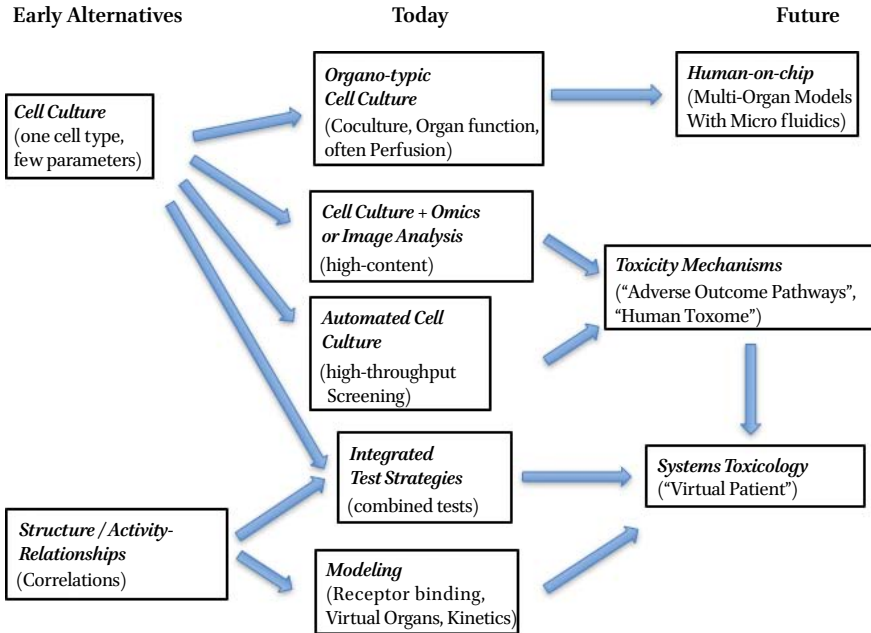 Early Alternatives
Today
Future
Cell Culture
(one cell type,
few parameters)
Organo-typic
Cell Culture
(Coculture, Organ function,
often Perfusion)
Human-on-chip
(Multi-Organ Models
With Micro fluidics)
Cell Culture + Omics
or Image Analysis
(high-content)
Toxicity Mechanisms
(“Adverse Outcome Pathways”,
“Human Toxome”)
Automated Cell
Culture
(high-throughput
Screening)
Integrated
Test Strategies
(combined tests)
Systems Toxicology
(“Virtual Patient”)
Structure / Activity-
Relationships
(Correlations)
Modeling
(Receptor binding,
Virtual Organs, Kinetics)